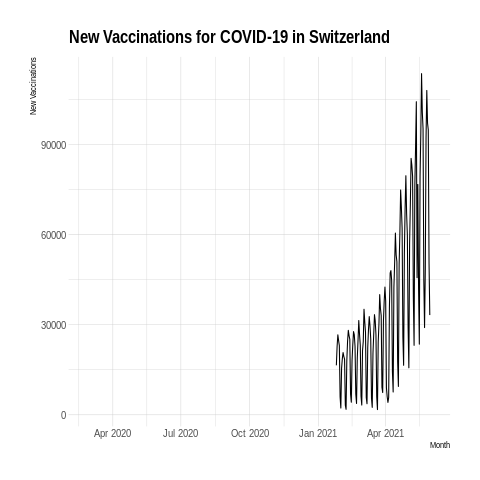 New Vaccinations for COVID-19 in Switzerland
New Vaccinations
90000
60000
30000
0
Apr 2020 Jul 2020 Oct 2020 Jan 2021 Apr 2021
Month